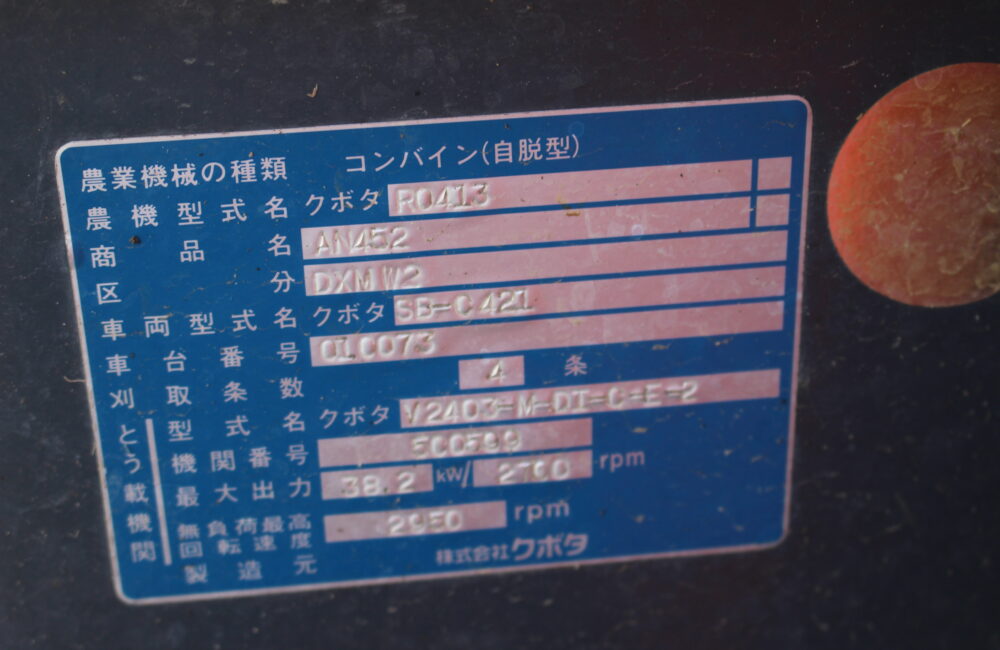 農業機械の種類 コンバイン(自脱型)
農機型式名 クボタ RO413
商品名 AN452
区分 DXMW2
車両型式名 クボタ SB-C421
車台番号 010073
刈取条数 4 条
とう載機関 型式名 クボタ V2403=M-DI=C=E=2
機関番号
最大出力 38.2 kW/ 2700 rpm
無負荷最高回転速度 rpm
製造元 株式会社クボタ